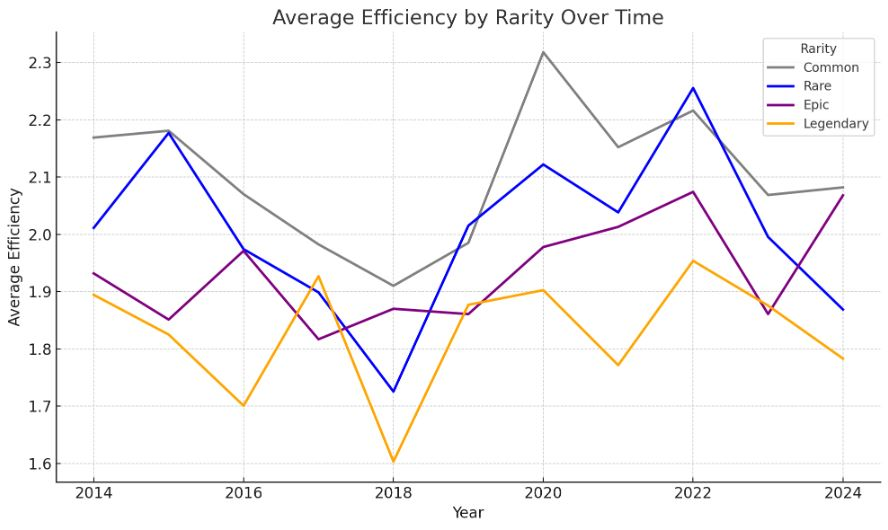 Average Efficiency by Rarity Over Time
Rarity
Common
Rare
Epic
Legendary
Average Efficiency
2.3
2.2
2.1
2.0
1.9
1.8
1.7
1.6
2014 2016 2018 2020 2022 2024
Year